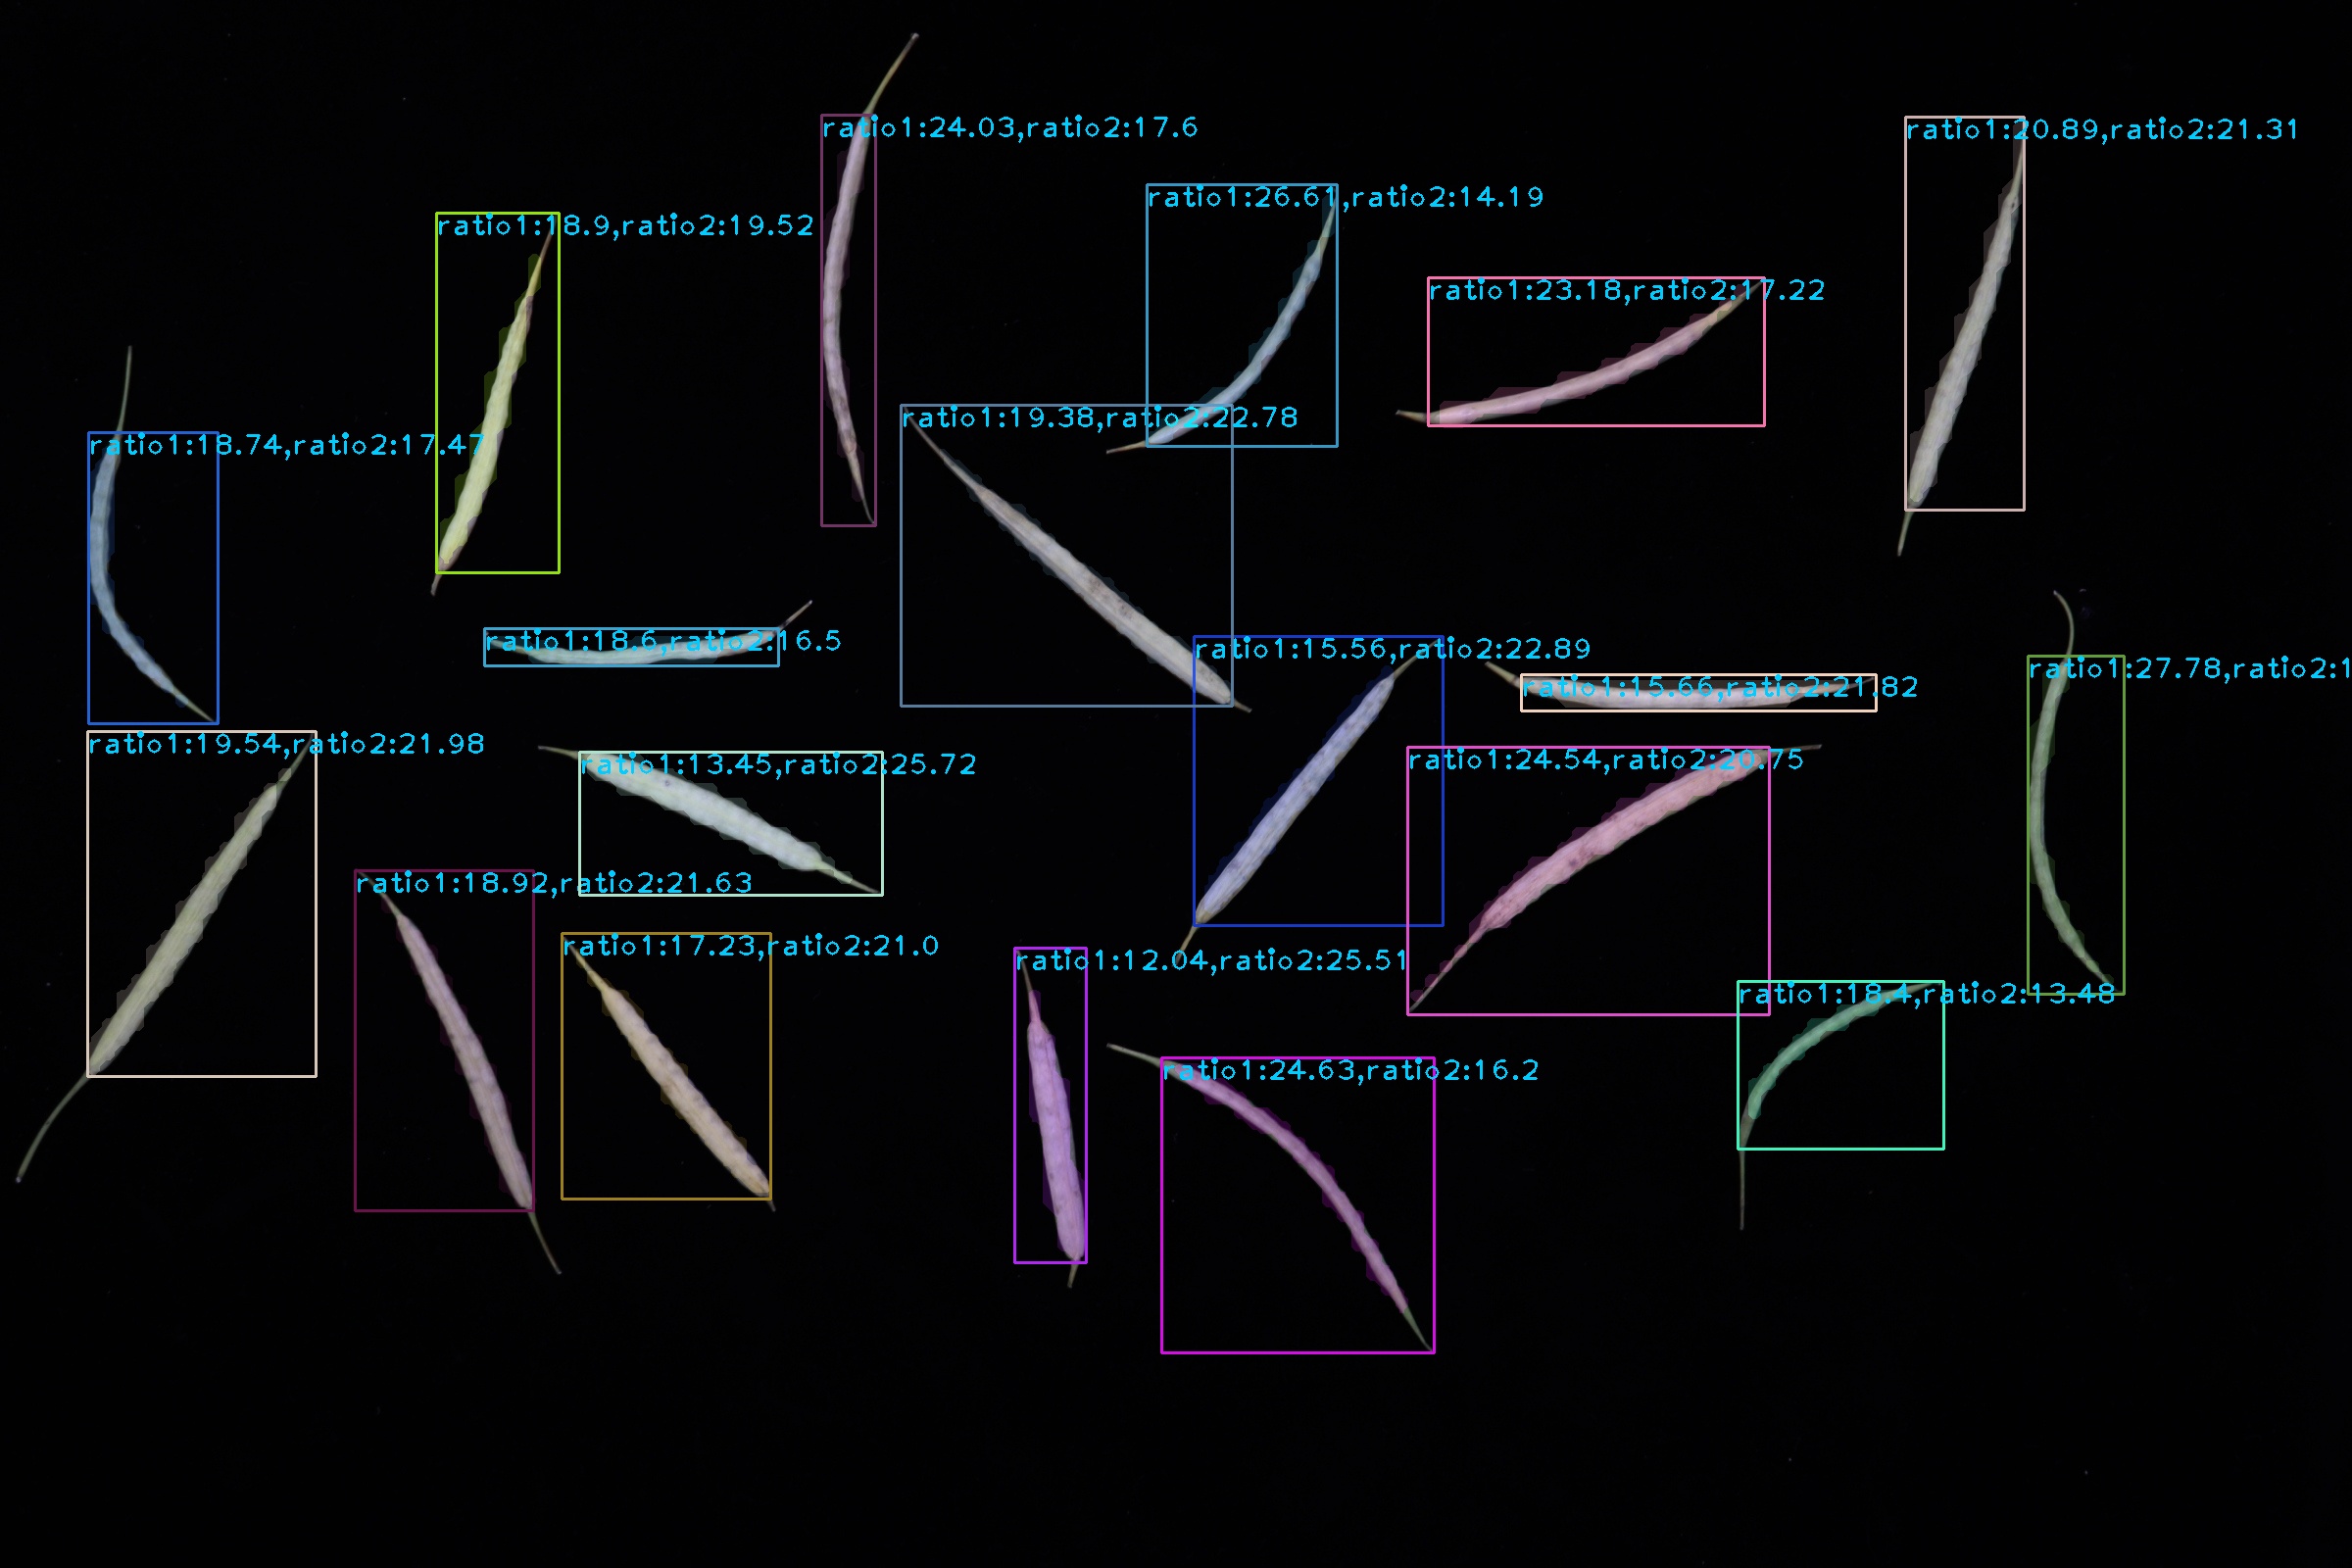 ratio1:24.03,ratio2:17.6
ratio1:20.89,ratio2:21.31
ratio1:26.61,ratio2:14.19
ratio1:18.9,ratio2:19.52
ratio1:23.18,ratio2:17.22
ratio1:19.38,ratio2:22.78
ratio1:18.74,ratio2:17.47
ratio1:18.6,ratio2:16.5
ratio1:15.56,ratio2:22.89
ratio1:27.78,ratio2:1
ratio1:15.66,ratio2:21.82
ratio1:19.54,ratio2:21.98
ratio1:24.54,ratio2:20.75
ratio1:13.45,ratio2:25.72
ratio1:18.92,ratio2:21.63
ratio1:17.23,ratio2:21.0
ratio1:12.04,ratio2:25.51
ratio1:18.4,ratio2:13.48
ratio1:24.63,ratio2:16.2